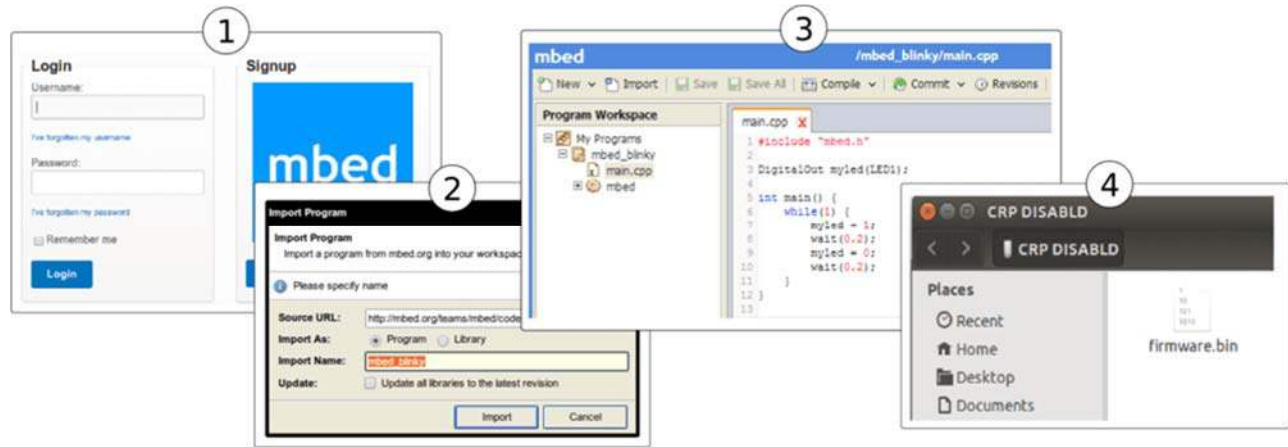 1
Login
Username:
I've forgotten my username
Password:
I've forgotten my password
Remember me
Login
Signup
mbed
2
Import Program
Import Program
Import a program from mbed.org into your workspac
Please specify name
Source URL: http://mbed.org/teams/mbed/code
Import As: Program Library
Import Name: mbed_blinky
Update: Update all libraries to the latest revision
Import Cancel
3
mbed /mbed_blinky/main.cpp
New Import Save Save All Compile Commit Revisions
Program Workspace
My Programs
mbed_blinky
main.cpp
mbed
main.cpp X
1 #include "mbed.h"
2
3 DigitalOut myled(LED1);
4
5 int main() {
6 while(1) {
7 myled = 1;
8 wait(0.2);
9 myled = 0;
10 wait(0.2);
11 }
12 }
13
4
CRP DISABLD
CRP DISABLD
Places
Recent
Home
Desktop
Documents
1
10
101
1010
firmware.bin